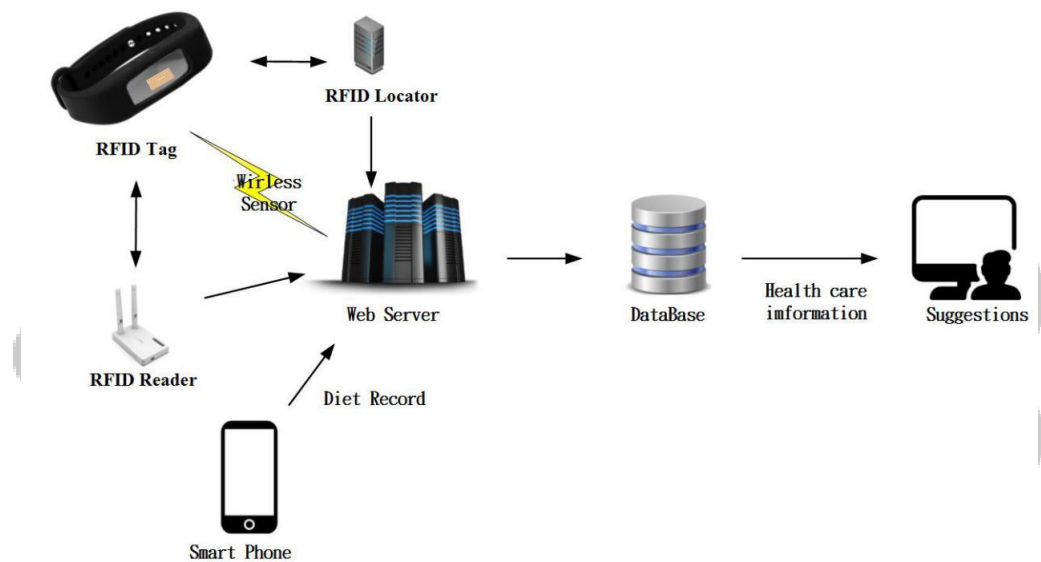 RFID Locator
RFID Tag
Wirless
Sensor
Web Server
DataBase
Health care
imformation
Suggestions
RFID Reader
Diet Record
Smart Phone